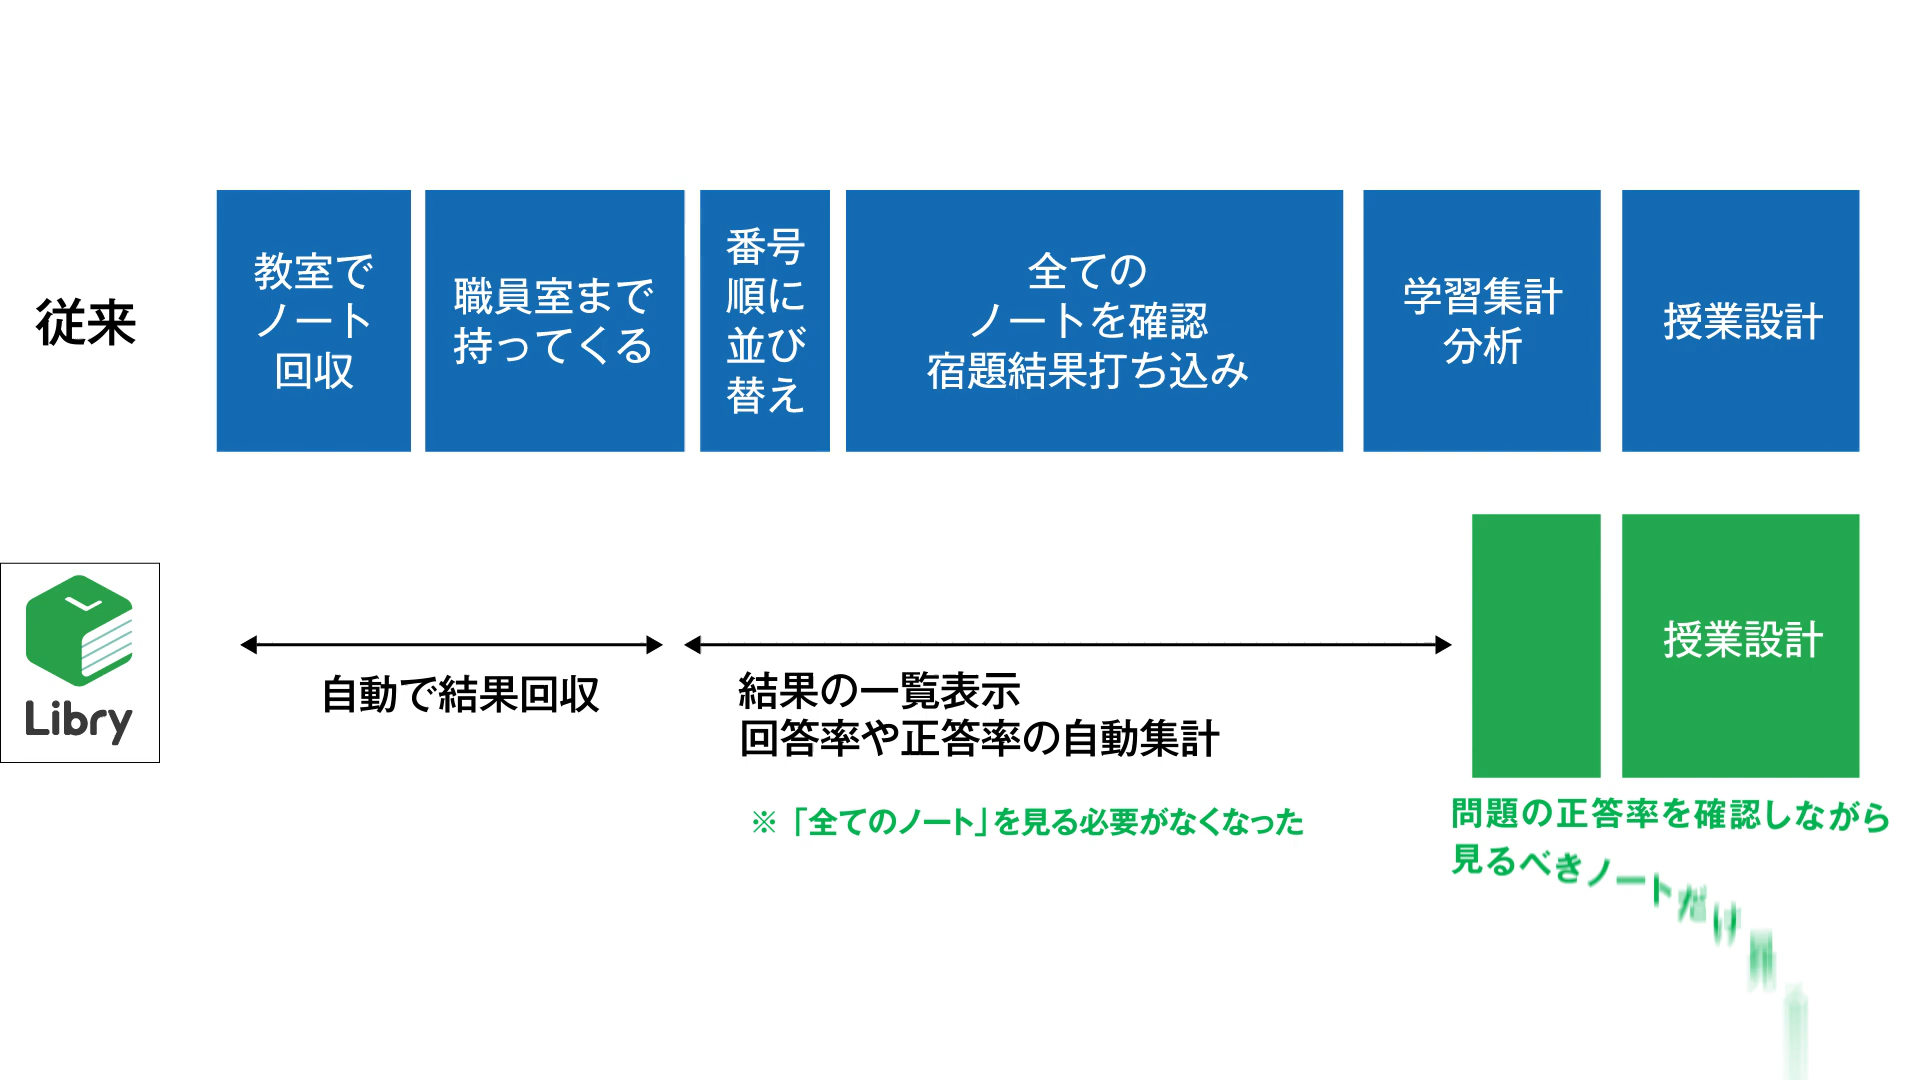 従来
教室で
ノート
回収
職員室まで
持ってくる
番号
順に
並び
替え
全ての
ノートを確認
宿題結果打ち込み
学習集計
分析
授業設計
Libry
自動で結果回収
結果の一覧表示
回答率や正答率の自動集計
※「全てのノート」を見る必要がなくなった
授業設計
問題の正答率を確認しながら
見るべきノートだけ